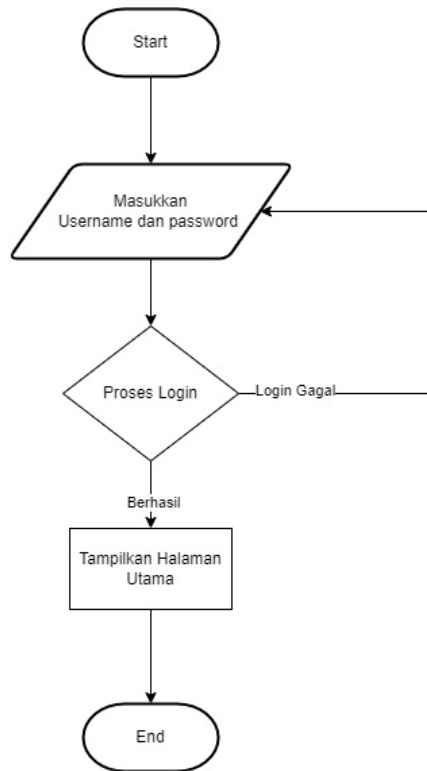 Start
Masukkan
Username dan password
Proses Login
Login Gagal
Berhasil
Tampilkan Halaman
Utama
End